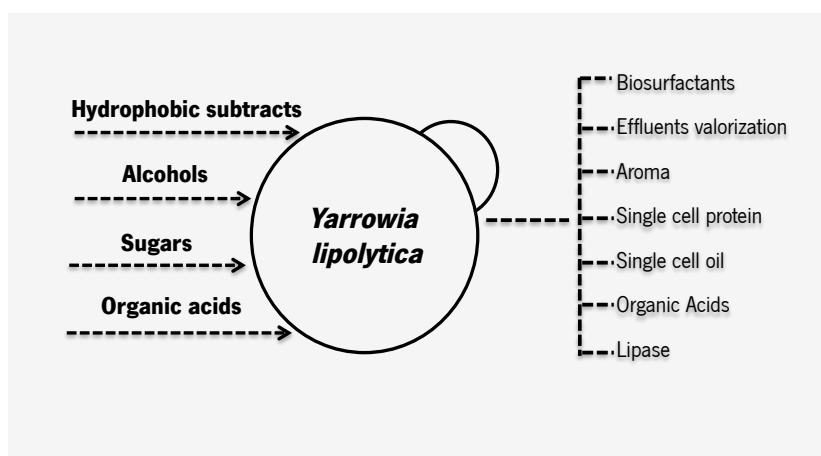 Hydrophobic subtracts
Alcohols
Sugars
Organic acids
Yarrowia
lipolytica
Biosurfactants
Effluents valorization
Aroma
Single cell protein
Single cell oil
Organic Acids
Lipase